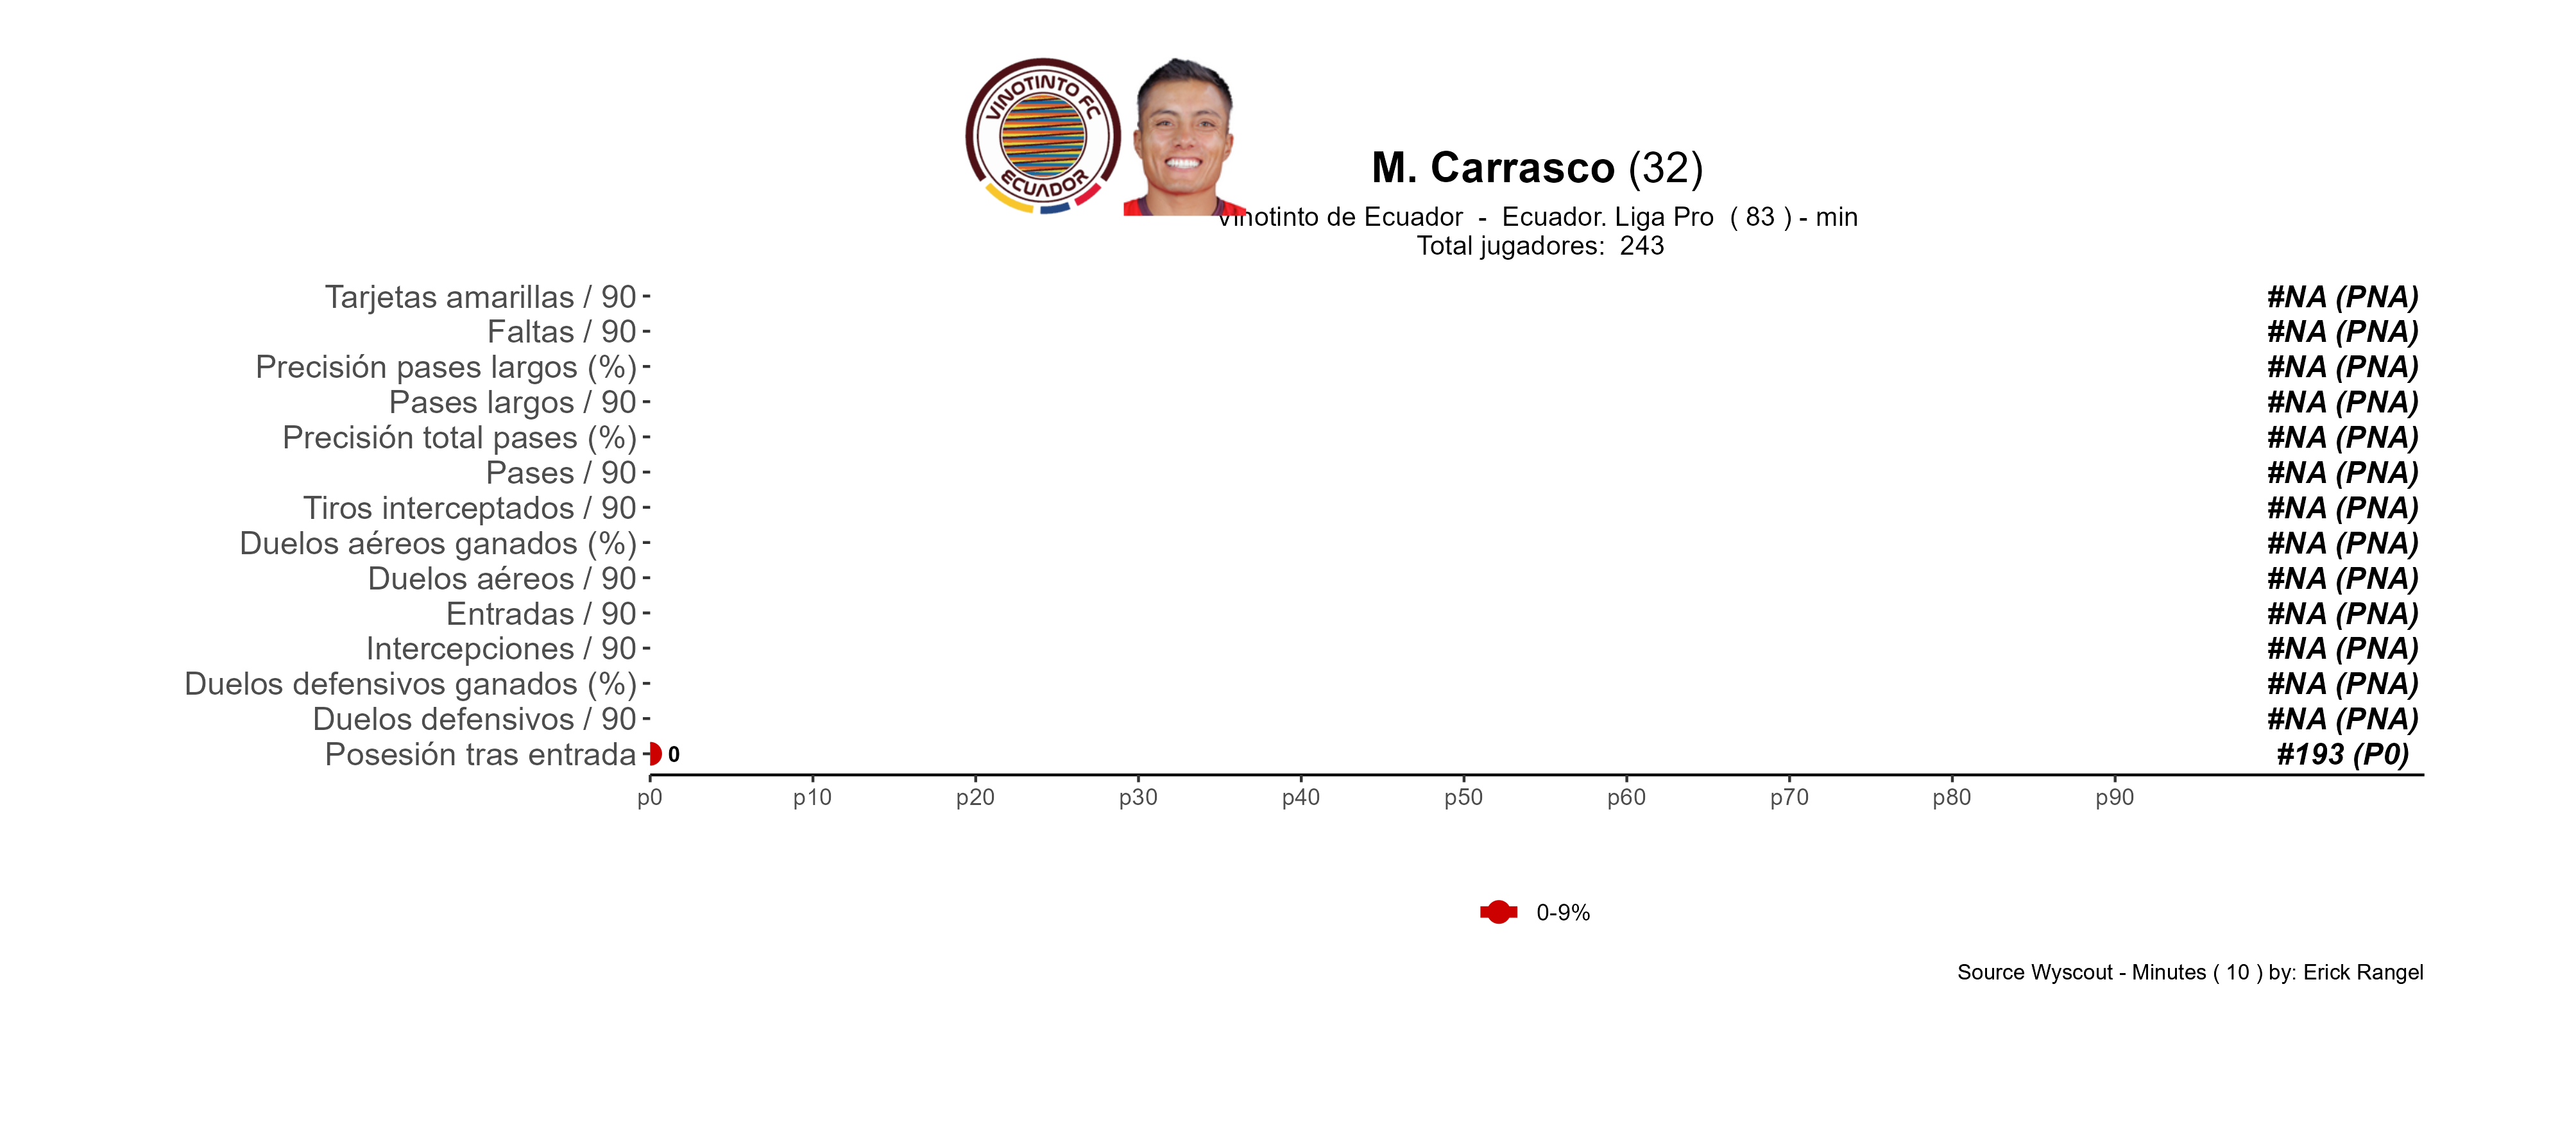 VINOTINTO FC
ECUADOR
M. Carrasco (32)
Vinotinto de Ecuador - Ecuador. Liga Pro ( 83 ) - min
Total jugadores: 243
Tarjetas amarillas / 90 #NA (PNA)
Faltas / 90 #NA (PNA)
Precisión pases largos (%) #NA (PNA)
Pases largos / 90 #NA (PNA)
Precisión total pases (%) #NA (PNA)
Pases / 90 #NA (PNA)
Tiros interceptados / 90 #NA (PNA)
Duelos aéreos ganados (%) #NA (PNA)
Duelos aéreos / 90 #NA (PNA)
Entradas / 90 #NA (PNA)
Intercepciones / 90 #NA (PNA)
Duelos defensivos ganados (%) #NA (PNA)
Duelos defensivos / 90 #NA (PNA)
Posesión tras entrada 0 #193 (P0)
p0 p10 p20 p30 p40 p50 p60 p70 p80 p90
0-9%
Source Wyscout - Minutes ( 10 ) by: Erick Rangel